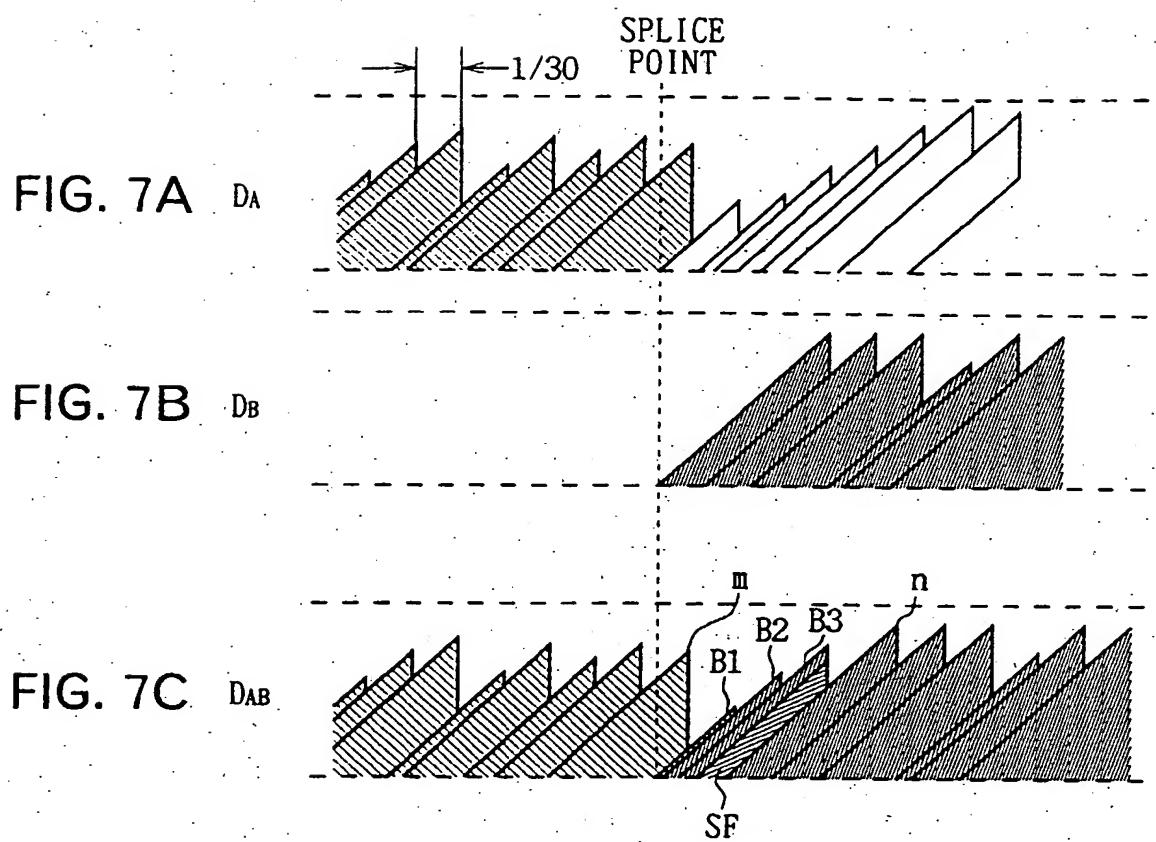 SPLICE
POINT
1/30
FIG. 7A DA
FIG. 7B DB
m n
B1 B2 B3
FIG. 7C DAB
SF